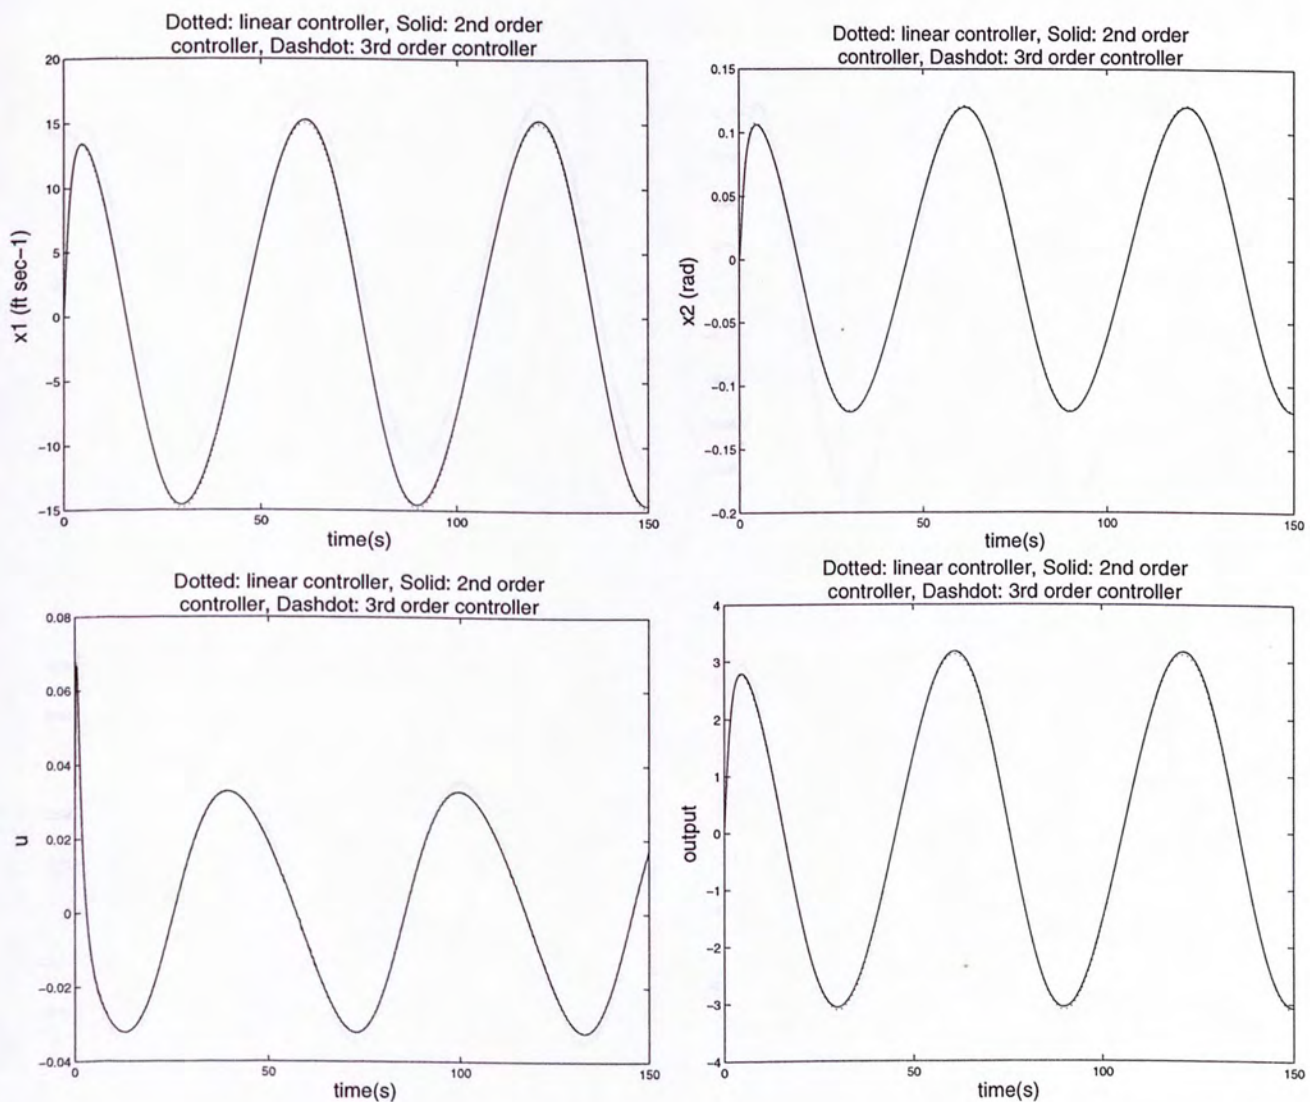 Dotted: linear controller, Solid: 2nd order
controller, Dashdot: 3rd order controller
20
15
10
5
0
−5
−10
−15
x1 (ft sec−1)
0 50 100 150
time(s)
Dotted: linear controller, Solid: 2nd order
controller, Dashdot: 3rd order controller
0.15
0.1
0.05
0
−0.05
−0.1
−0.15
−0.2
x2 (rad)
0 50 100 150
time(s)
Dotted: linear controller, Solid: 2nd order
controller, Dashdot: 3rd order controller
0.08
0.06
0.04
0.02
0
−0.02
−0.04
u
0 50 100 150
time(s)
Dotted: linear controller, Solid: 2nd order
controller, Dashdot: 3rd order controller
4
3
2
1
0
−1
−2
−3
−4
output
0 50 100 150
time(s)